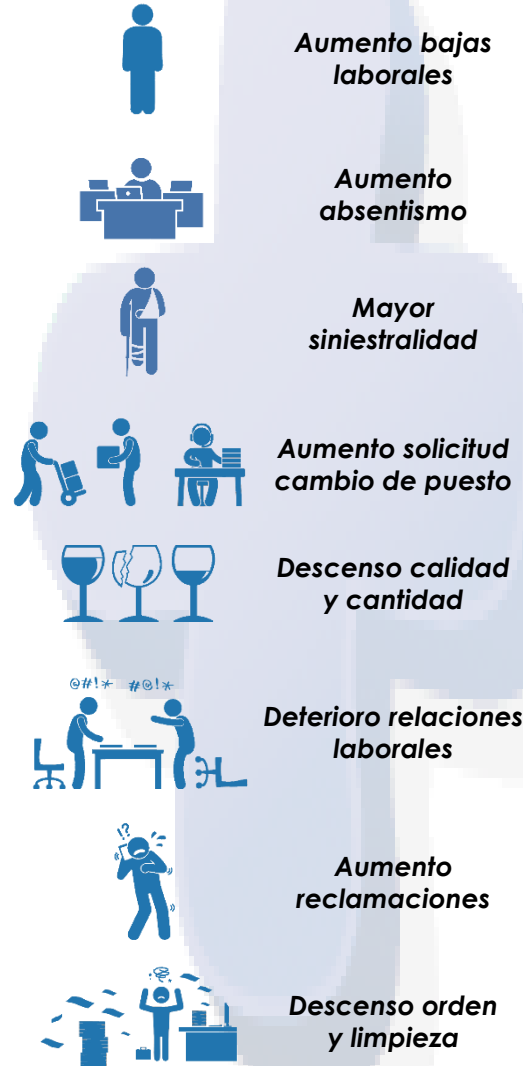 Aumento bajas
laborales
Aumento
absentismo
Mayor
siniestralidad
Aumento solicitud
cambio de puesto
Descenso calidad
y cantidad
@#!* #@!*
Deterioro relaciones
laborales
!?
Aumento
reclamaciones
Descenso orden
y limpieza